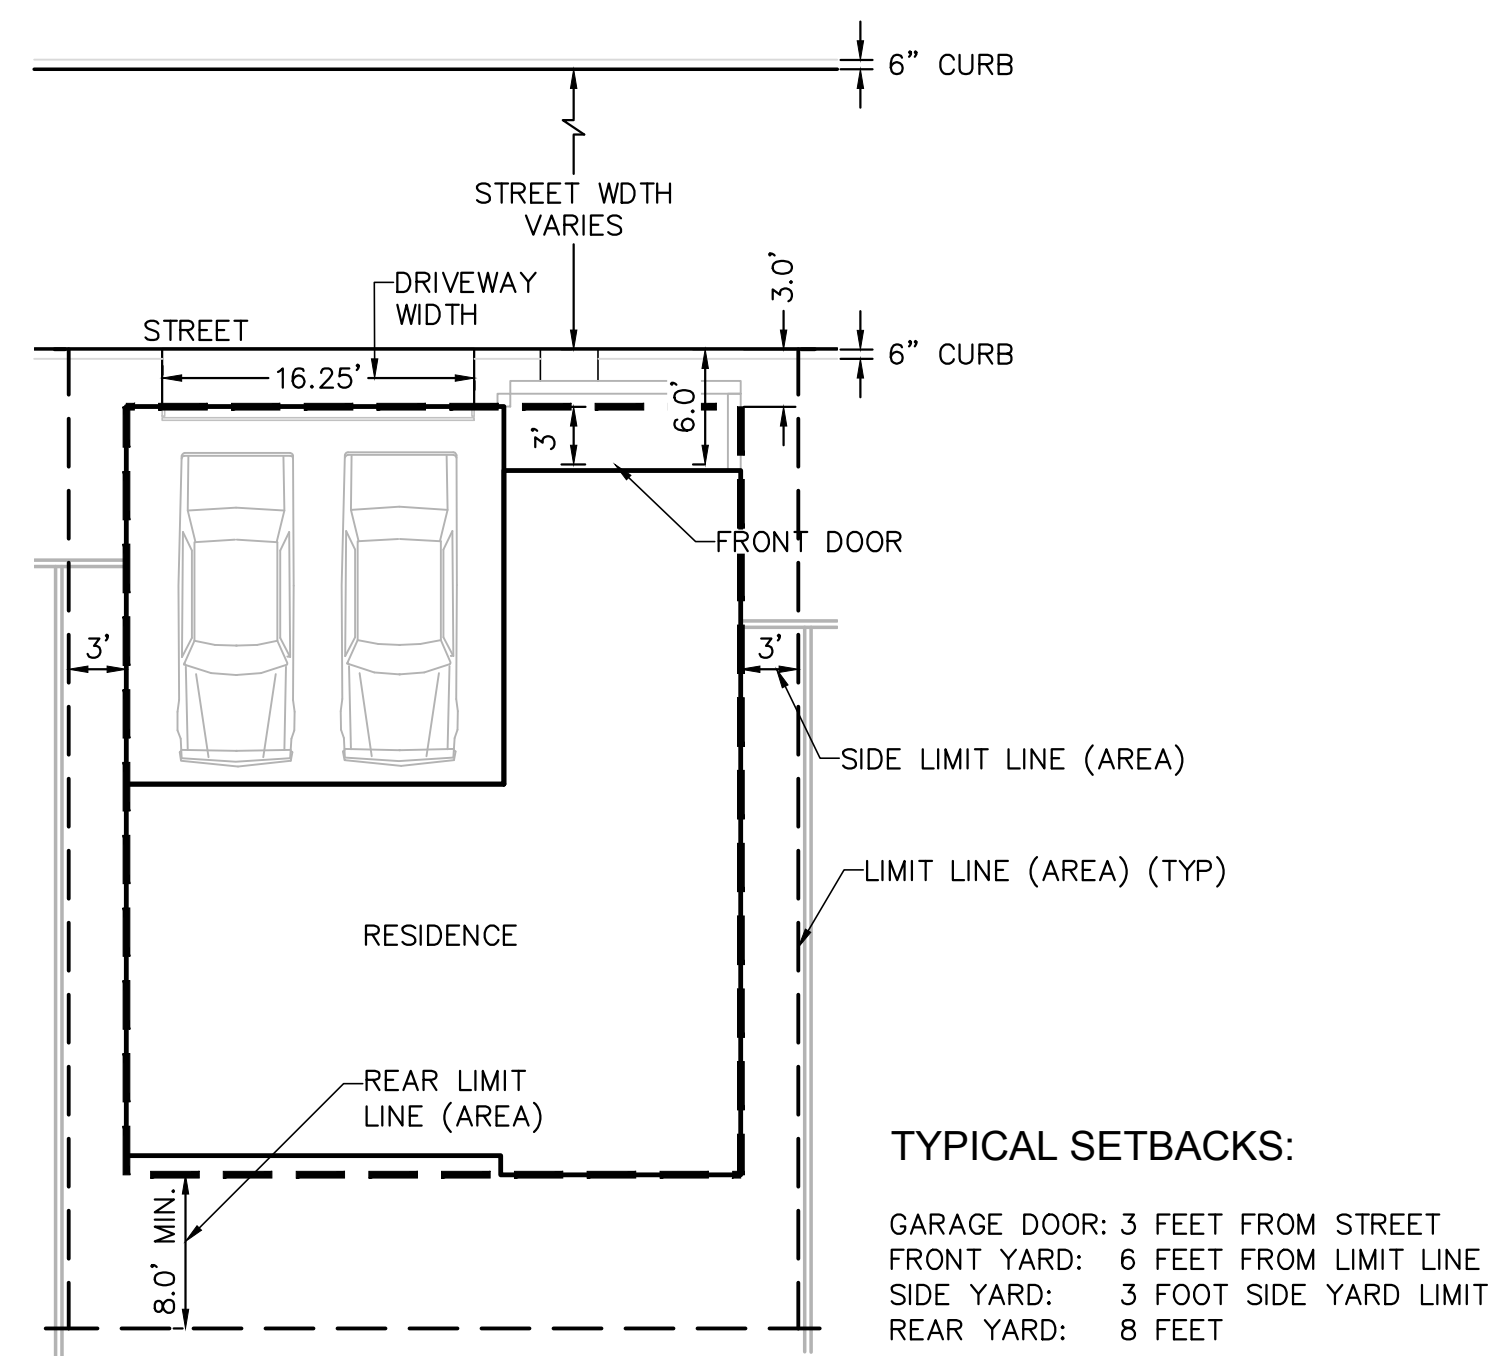 6” CURB
STREET WDTH
VARIES
3.0’
DRIVEWAY
WIDTH
STREET
6” CURB
16.25’
6.0’
3’
FRONT DOOR
3’
3’
SIDE LIMIT LINE (AREA)
LIMIT LINE (AREA) (TYP)
RESIDENCE
REAR LIMIT
LINE (AREA)
8.0’ MIN.
TYPICAL SETBACKS:
GARAGE DOOR: 3 FEET FROM STREET
FRONT YARD: 6 FEET FROM LIMIT LINE
SIDE YARD: 3 FOOT SIDE YARD LIMIT
REAR YARD: 8 FEET